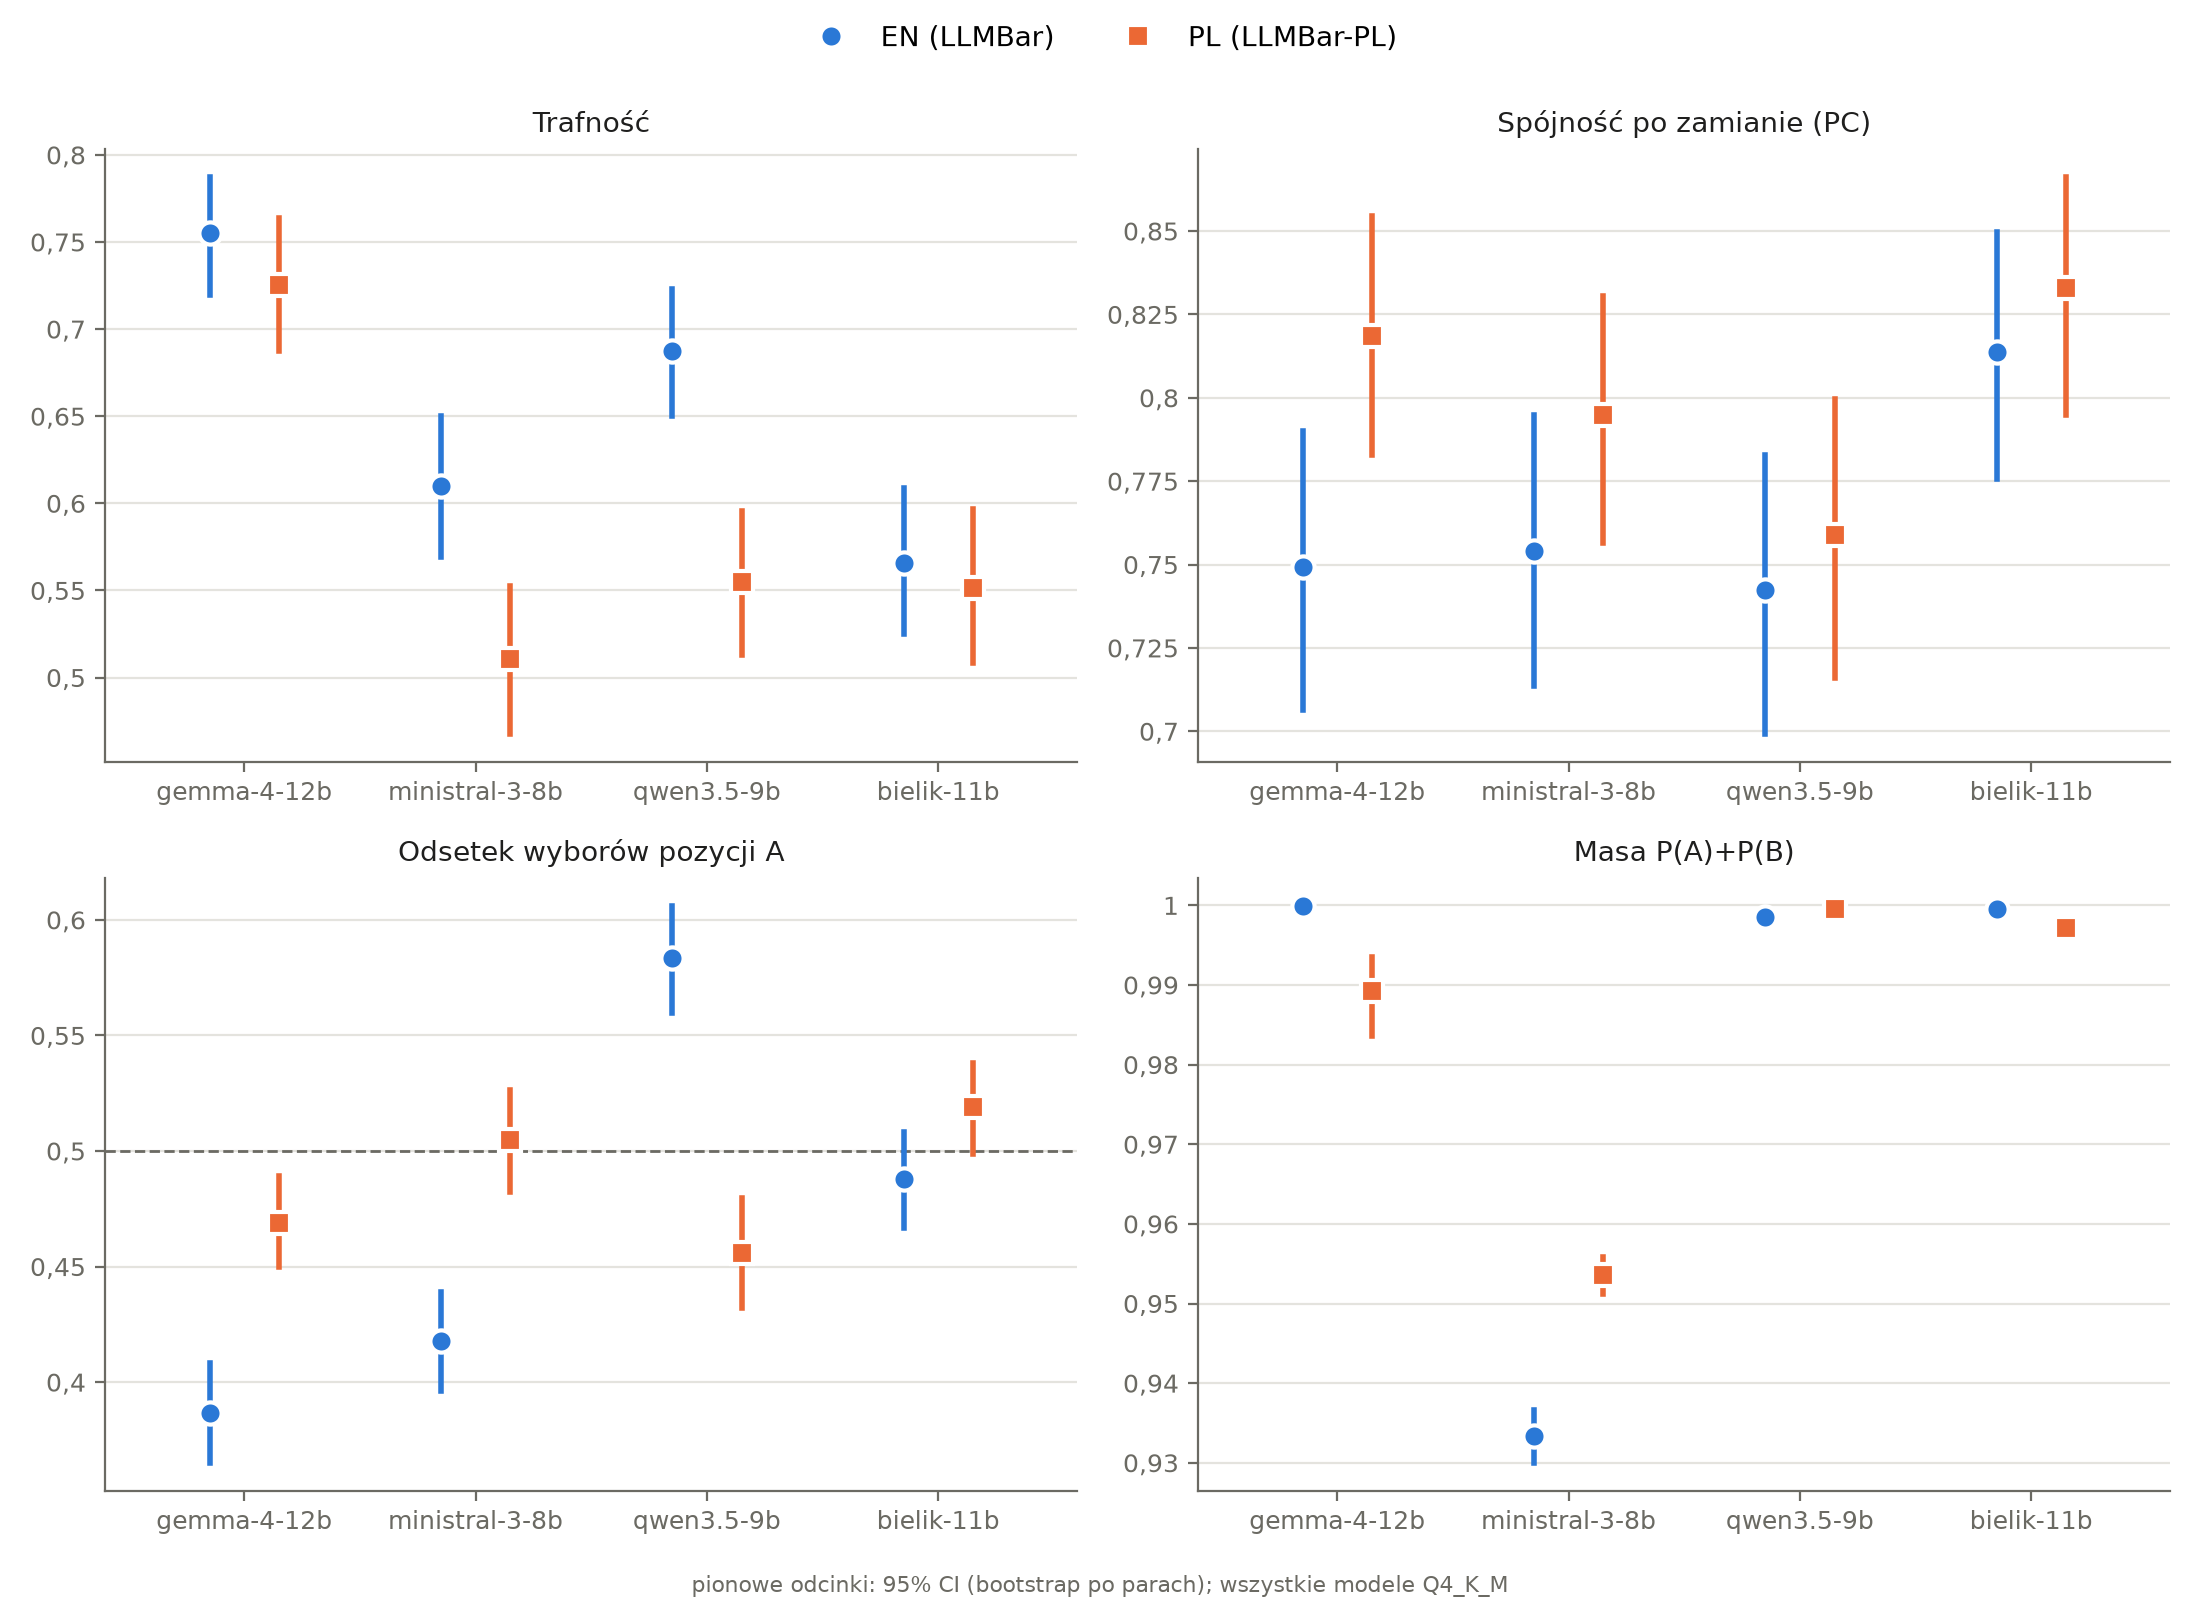 EN (LLMBar) PL (LLMBar-PL)
Trafność
0,8
0,75
0,7
0,65
0,6
0,55
0,5
gemma-4-12b ministral-3-8b qwen3.5-9b bielik-11b
Spójność po zamianie (PC)
0,85
0,825
0,8
0,775
0,75
0,725
0,7
gemma-4-12b ministral-3-8b qwen3.5-9b bielik-11b
Odsetek wyborów pozycji A
0,6
0,55
0,5
0,45
0,4
gemma-4-12b ministral-3-8b qwen3.5-9b bielik-11b
Masa P(A)+P(B)
1
0,99
0,98
0,97
0,96
0,95
0,94
0,93
gemma-4-12b ministral-3-8b qwen3.5-9b bielik-11b
pionowe odcinki: 95% CI (bootstrap po parach); wszystkie modele Q4_K_M